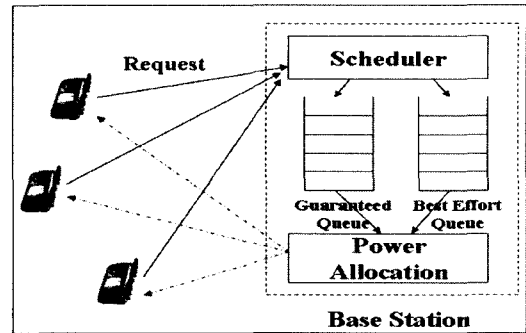 Request
Scheduler
Guaranteed
Queue
Best Effort
Queue
Power
Allocation
Base Station